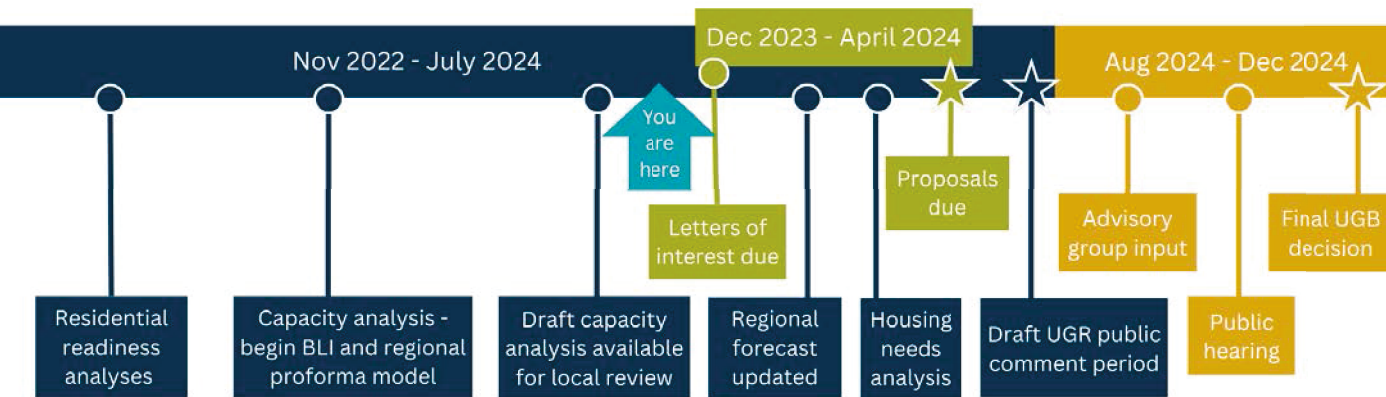 Nov 2022 - July 2024
Dec 2023 - April 2024
Aug 2024 - Dec 2024
You
are
here
Residential
readiness
analyses
Capacity analysis -
begin BLI and regional
proforma model
Draft capacity
analysis available
for local review
Letters of
interest due
Regional
forecast
updated
Housing
needs
analysis
Proposals
due
Draft UGR public
comment period
Advisory
group input
Public
hearing
Final UGB
decision